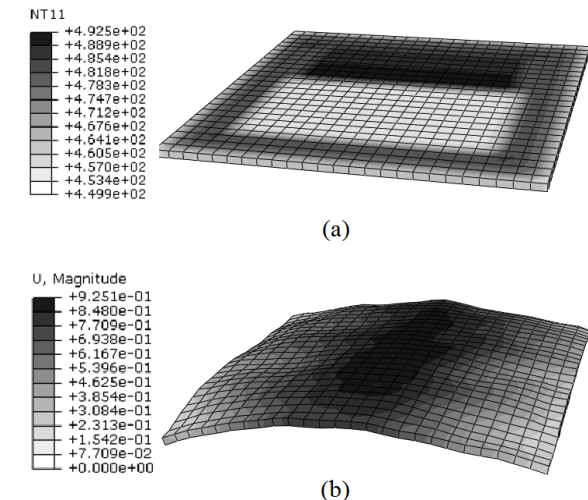 NT11
+4.925e+02
+4.889e+02
+4.854e+02
+4.818e+02
+4.783e+02
+4.747e+02
+4.712e+02
+4.676e+02
+4.641e+02
+4.605e+02
+4.570e+02
+4.534e+02
+4.499e+02
(a)
U, Magnitude
+9.251e-01
+8.480e-01
+7.709e-01
+6.938e-01
+6.167e-01
+5.396e-01
+4.625e-01
+3.854e-01
+3.084e-01
+2.313e-01
+1.542e-01
+7.709e-02
+0.000e+00
(b)